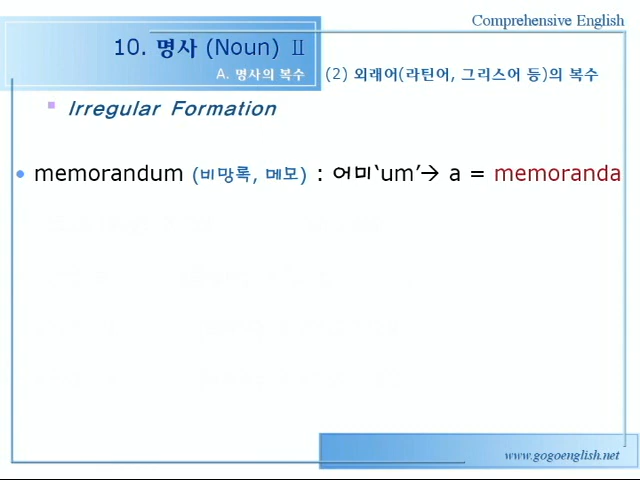 Comprehensive English
10. 명사 (Noun) Ⅱ
A. 명사의 복수 (2) 외래어(라틴어, 그리스어 등)의 복수
Irregular Formation
• memorandum (비망록, 메모) : 어미‘um’→ a = memoranda
www.gogoenglish.net